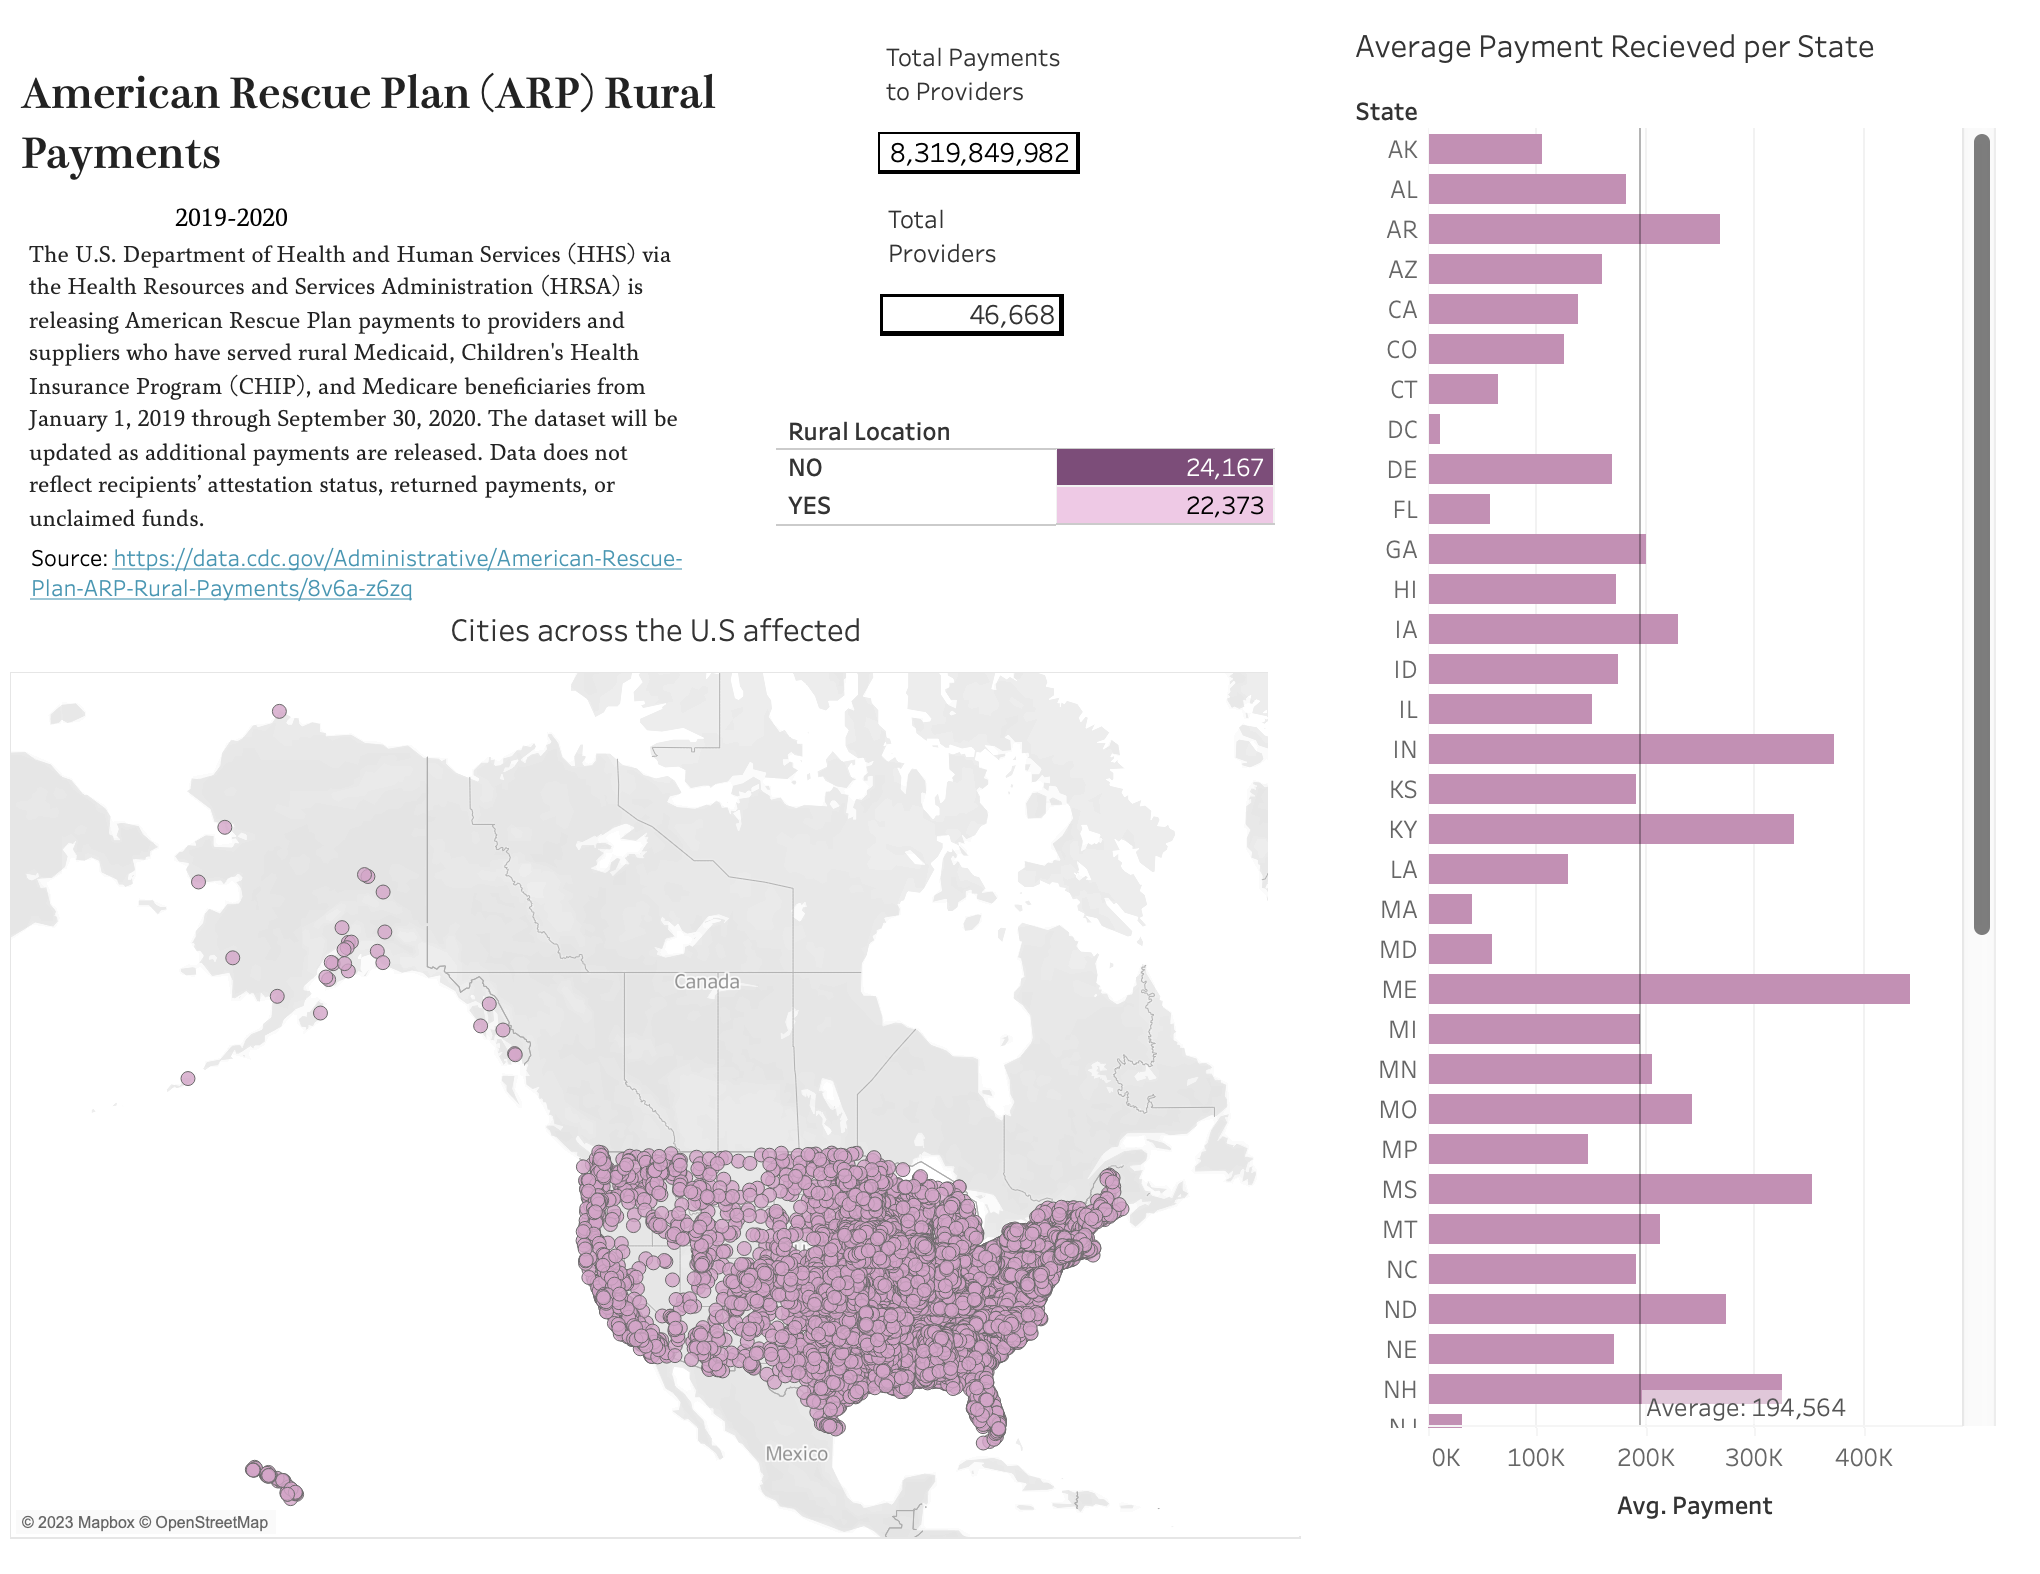 American Rescue Plan (ARP) Rural
Payments
2019-2020
The U.S. Department of Health and Human Services (HHS) via
the Health Resources and Services Administration (HRSA) is
releasing American Rescue Plan payments to providers and
suppliers who have served rural Medicaid, Children's Health
Insurance Program (CHIP), and Medicare beneficiaries from
January 1, 2019 through September 30, 2020. The dataset will be
updated as additional payments are released. Data does not
reflect recipients’ attestation status, returned payments, or
unclaimed funds.
Source: https://data.cdc.gov/Administrative/American-Rescue-
Plan-ARP-Rural-Payments/8v6a-z6zq
Total Payments
to Providers
8,319,849,982
Total
Providers
46,668
Rural Location
NO 24,167
YES 22,373
Cities across the U.S affected
Canada
Mexico
© 2023 Mapbox © OpenStreetMap
Average Payment Recieved per State
State
AK
AL
AR
AZ
CA
CO
CT
DC
DE
FL
GA
HI
IA
ID
IL
IN
KS
KY
LA
MA
MD
ME
MI
MN
MO
MP
MS
MT
NC
ND
NE
NH
Average: 194,564
NJ
0K 100K 200K 300K 400K
Avg. Payment